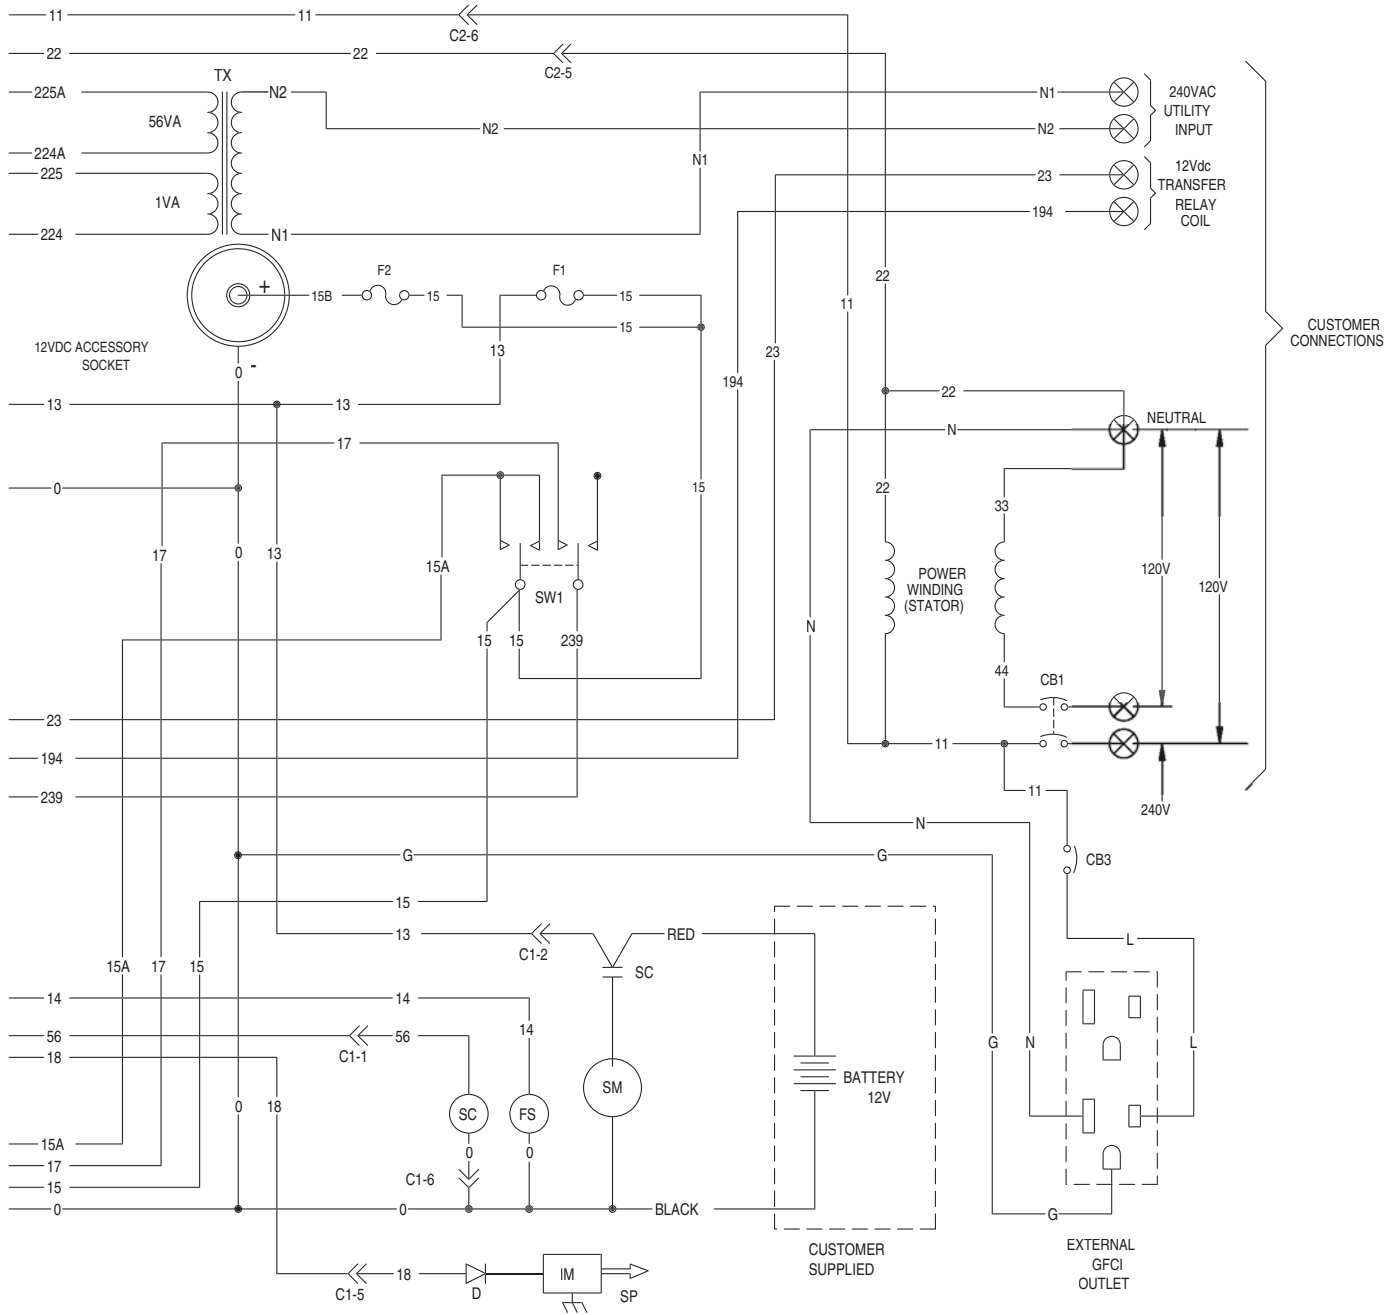 11
11
C2-6
22
22
C2-5
TX
225A
N2
N1
240VAC
UTILITY
INPUT
56VA
N2
N2
224A
N1
225
12Vdc
TRANSFER
RELAY
COIL
23
1VA
194
224
N1
F2
F1
22
+
15B
15
15
11
15
12VDC ACCESSORY
SOCKET
-
0
13
23
CUSTOMER
CONNECTIONS
194
22
13
13
NEUTRAL
N
17
0
15
22
33
17
0
13
15A
POWER
WINDING
(STATOR)
120V
120V
SW1
15
15
239
N
44
CB1
23
11
194
239
11
240V
N
G
G
CB3
15
13
RED
C1-2
L
15A
17
15
SC
14
14
14
56
56
C1-1
18
G
N
L
SM
BATTERY
12V
0
18
SC
FS
15A
0
0
17
C1-6
15
0
0
BLACK
G
CUSTOMER
SUPPLIED
EXTERNAL
GFCI
OUTLET
18
IM
C1-5
D
SP